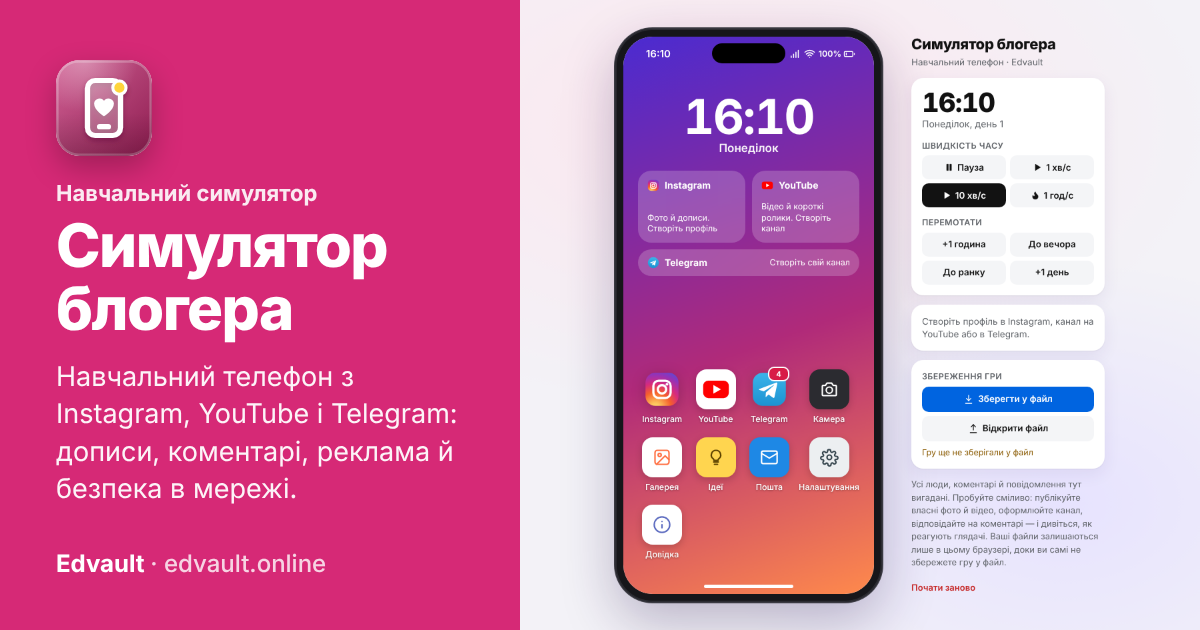 Навчальний симулятор
Симулятор
блогера
Навчальний телефон з
Instagram, YouTube і Telegram:
дописи, коментарі, реклама й
безпека в мережі.
Edvault · edvault.online
16:10
100%
16:10
Понеділок
Instagram
Фото й дописи.
Створіть профіль
YouTube
Відео й короткі
ролики. Створіть
канал
Telegram
Створіть свій канал
4
Instagram
YouTube
Telegram
Камера
Галерея
Ідеї
Пошта
Налаштування
Довідка
Симулятор блогера
Навчальний телефон · Edvault
16:10
Понеділок, день 1
ШВИДКІСТЬ ЧАСУ
Пауза
1 хв/с
10 хв/с
1 год/с
ПЕРЕМОТАТИ
+1 година
До вечора
До ранку
+1 день
Створіть профіль в Instagram, канал на
YouTube або в Telegram.
ЗБЕРЕЖЕННЯ ГРИ
Зберегти у файл
Відкрити файл
Гру ще не зберігали у файл
Усі люди, коментарі й повідомлення тут
вигадані. Пробуйте сміливо: публікуйте
власні фото й відео, оформлюйте канал,
відповідайте на коментарі — і дивіться, як
реагують глядачі. Ваші файли залишаються
лише в цьому браузері, доки ви самі не
збережете гру у файл.
Почати заново